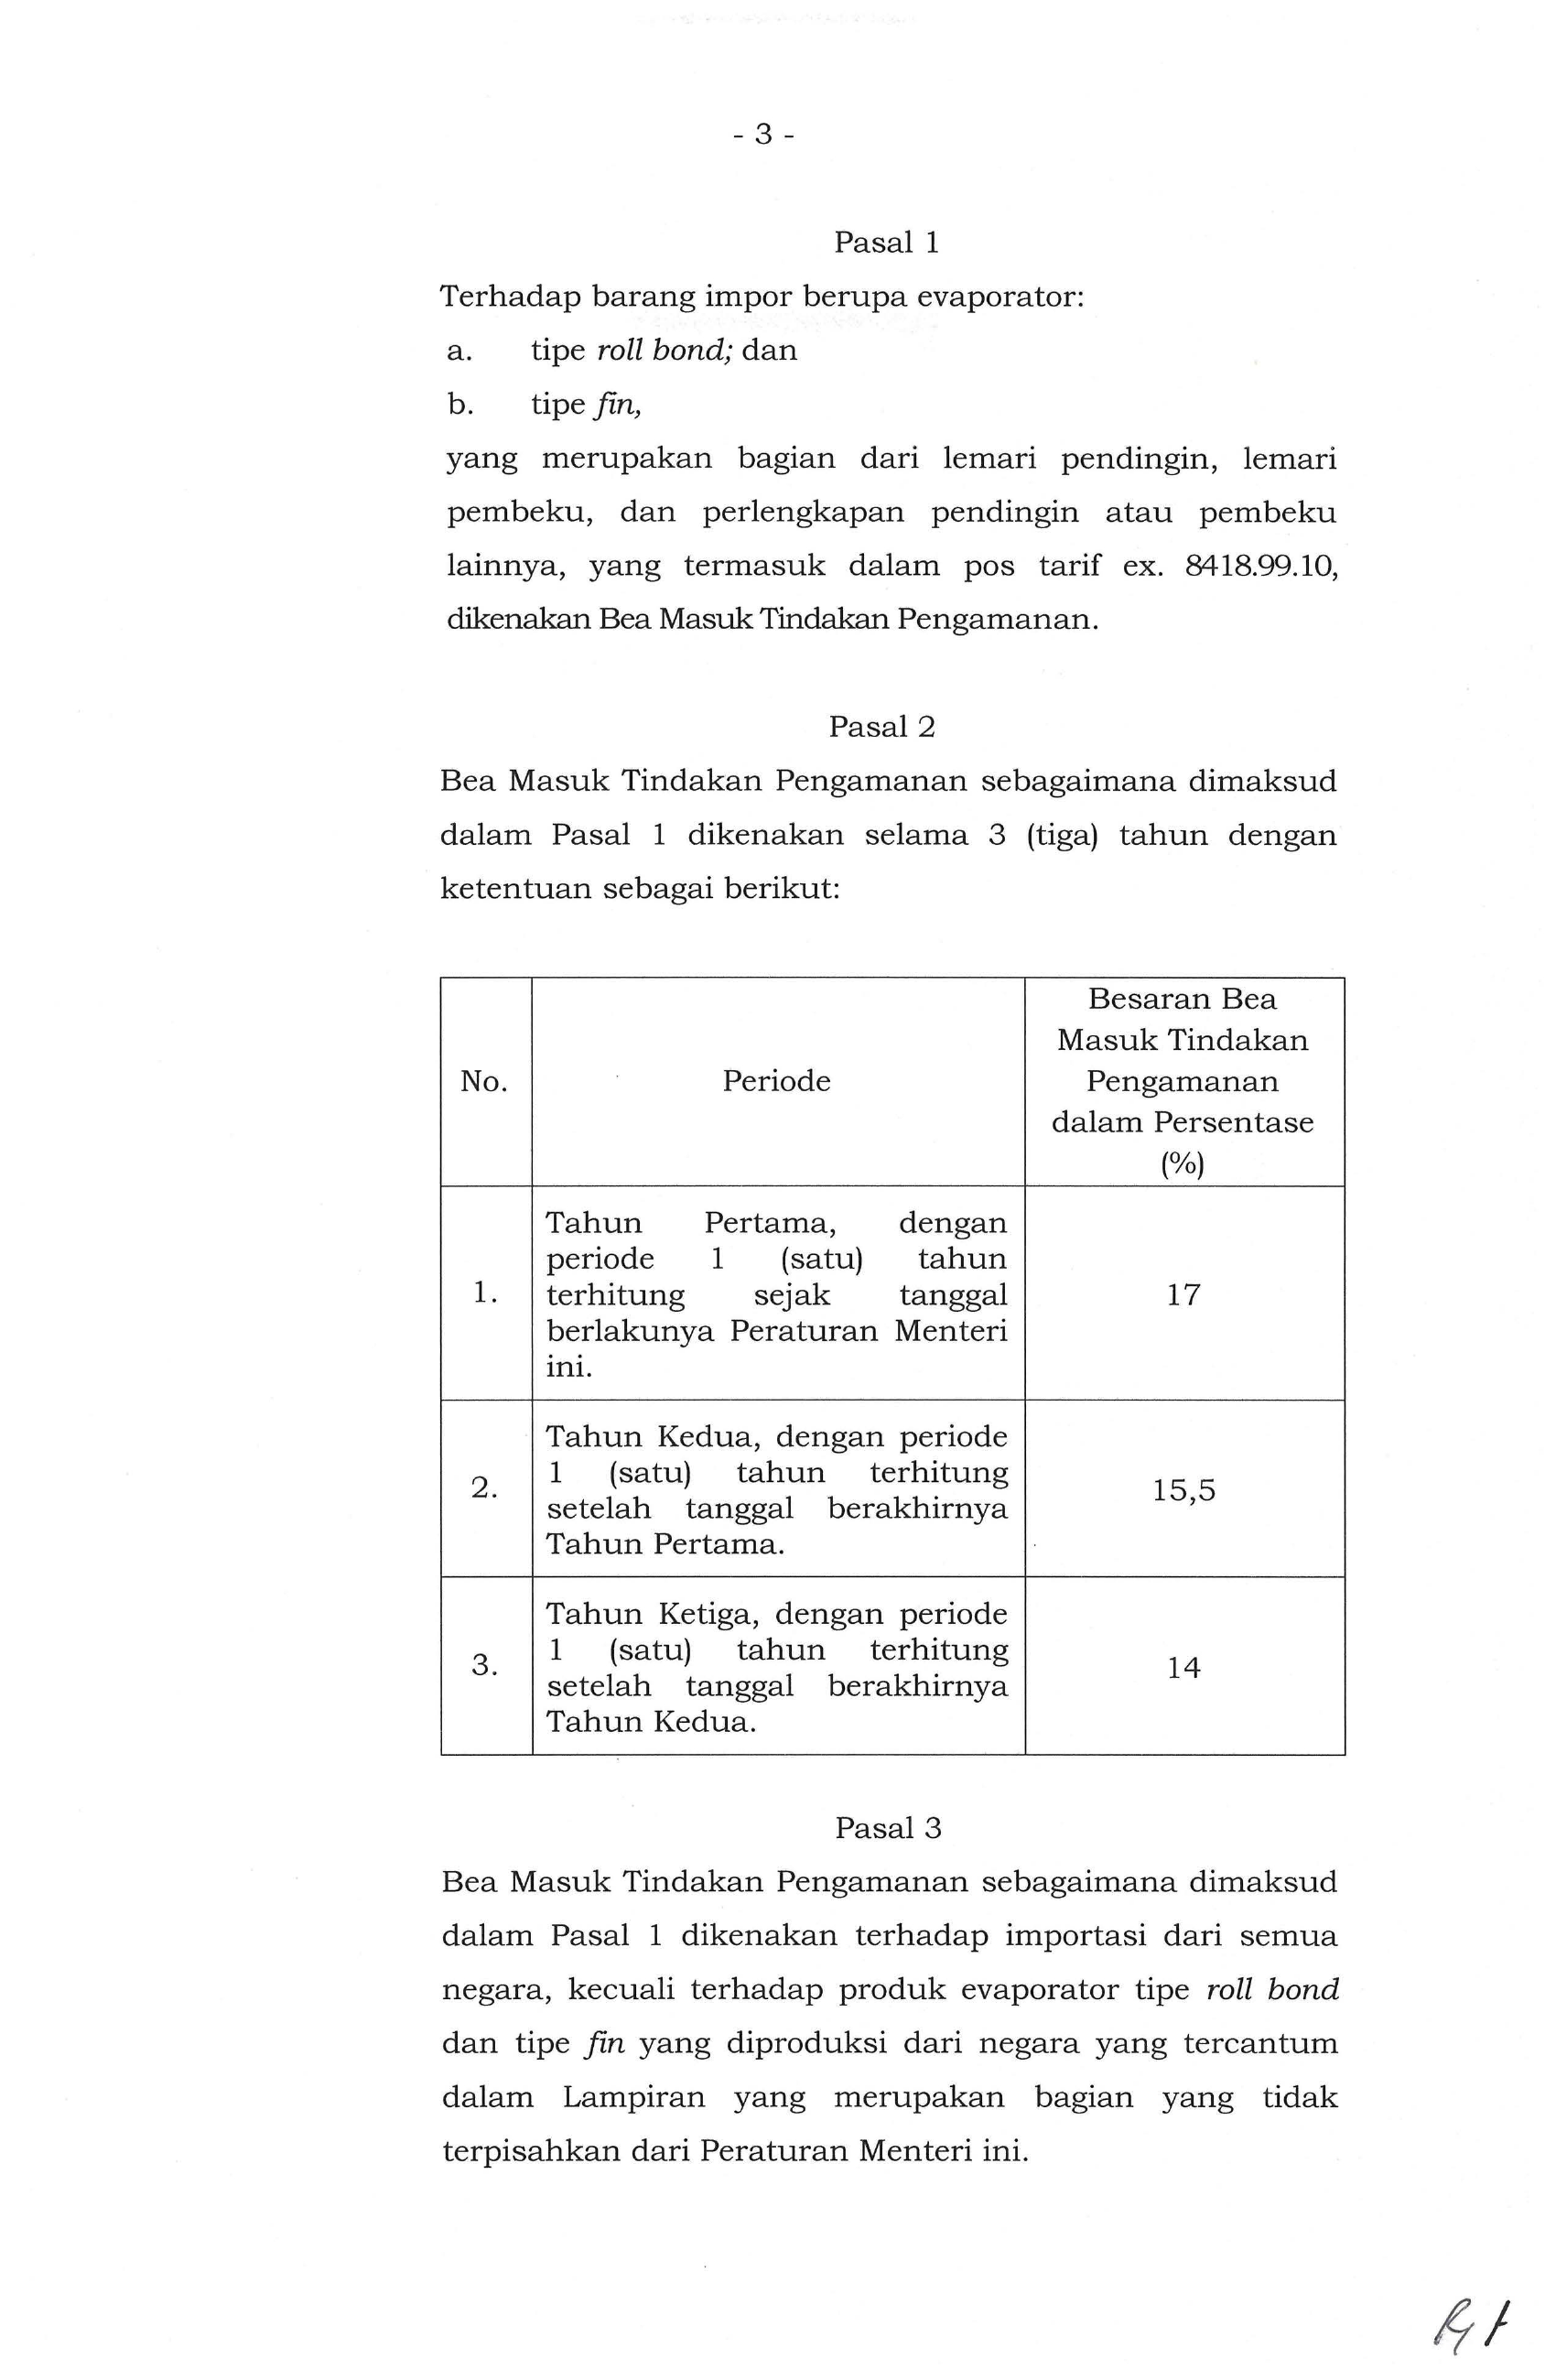 - 3 -
Pasal 1
Terhadap barang impor berupa evaporator:
a. tipe roll bond; dan
b. tipe fin,
yang merupakan bagian dari lemari pendingin, lemari
pembeku, dan perlengkapan pendingin atau pembeku
lainnya, yang termasuk dalam pos tarif ex. 8418.99.10,
dikenakan Bea Masuk Tindakan Pengamanan.
Pasal 2
Bea Masuk Tindakan Pengamanan sebagaimana dimaksud
dalam Pasal 1 dikenakan selama 3 (tiga) tahun dengan
ketentuan sebagai berikut:
No.
Periode
Besaran Bea
Masuk Tindakan
Pengamanan
dalam Persentase
(%)
1.
Tahun Pertama, dengan
periode 1 (satu) tahun
terhitung sejak tanggal
berlakunya Peraturan Menteri
ini.
17
2.
Tahun Kedua, dengan periode
1 (satu) tahun terhitung
setelah tanggal berakhirnya
Tahun Pertama.
15,5
3.
Tahun Ketiga, dengan periode
1 (satu) tahun terhitung
setelah tanggal berakhirnya
Tahun Kedua.
14
Pasal 3
Bea Masuk Tindakan Pengamanan sebagaimana dimaksud
dalam Pasal 1 dikenakan terhadap importasi dari semua
negara, kecuali terhadap produk evaporator tipe roll bond
dan tipe fin yang diproduksi dari negara yang tercantum
dalam Lampiran yang merupakan bagian yang tidak
terpisahkan dari Peraturan Menteri ini.